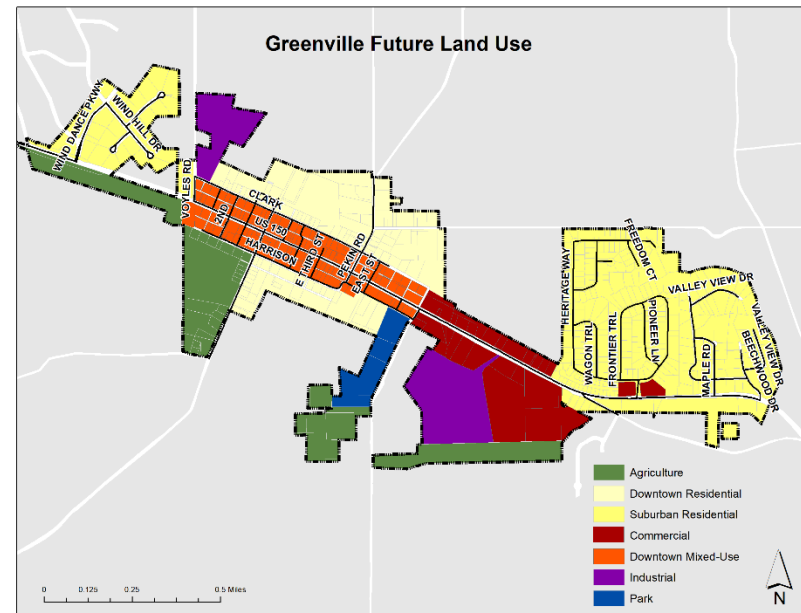 Greenville Future Land Use
WIND DANCE PKWY
WIND HILL DR
VOYLES RD
2ND
CLARK
US 150
HARRISON
E THIRD ST
PEKIN RD
EAST ST
HERITAGE WAY
FREEDOM CT
VALLEY VIEW DR
WAGON TRL
FRONTIER TRL
PIONEER LN
MAPLE RD
VALLEY VIEW DR
BEECHWOOD DR
Agriculture
Downtown Residential
Suburban Residential
Commercial
Downtown Mixed-Use
Industrial
Park
0 0.125 0.25 0.5 Miles
N